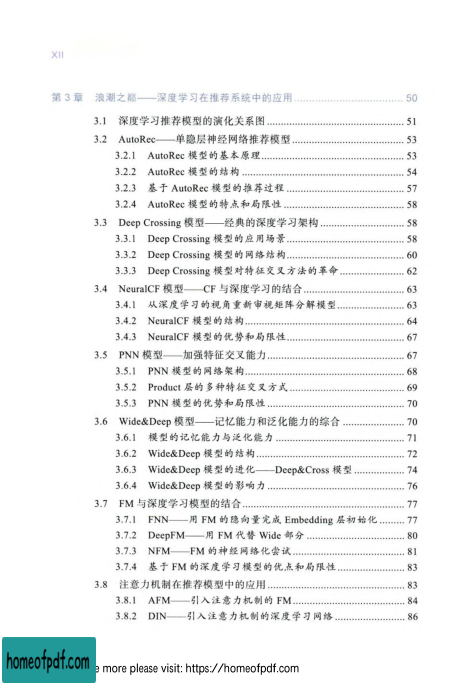 XII
第 3 章 浪潮之巅——深度学习在推荐系统中的应用 50
3.1 深度学习推荐模型的演化关系图 51
3.2 AutoRec——单隐层神经网络推荐模型 53
3.2.1 AutoRec 模型的基本原理 53
3.2.2 AutoRec 模型的结构 54
3.2.3 基于 AutoRec 模型的推荐过程 57
3.2.4 AutoRec 模型的特点和局限性 58
3.3 Deep Crossing 模型——经典的深度学习架构 58
3.3.1 Deep Crossing 模型的应用场景 58
3.3.2 Deep Crossing 模型的网络结构 60
3.3.3 Deep Crossing 模型对特征交叉方法的革命 62
3.4 NeuralCF 模型——CF 与深度学习的结合 63
3.4.1 从深度学习的视角重新审视矩阵分解模型 63
3.4.2 NeuralCF 模型的结构 64
3.4.3 NeuralCF 模型的优势和局限性 67
3.5 PNN 模型——加强特征交叉能力 67
3.5.1 PNN 模型的网络架构 68
3.5.2 Product 层的多种特征交叉方式 69
3.5.3 PNN 模型的优势和局限性 70
3.6 Wide&Deep 模型——记忆能力和泛化能力的综合 70
3.6.1 模型的记忆能力与泛化能力 71
3.6.2 Wide&Deep 模型的结构 72
3.6.3 Wide&Deep 模型的进化——Deep&Cross 模型 74
3.6.4 Wide&Deep 模型的影响力 76
3.7 FM 与深度学习模型的结合 77
3.7.1 FNN——用 FM 的隐向量完成 Embedding 层初始化 77
3.7.2 DeepFM——用 FM 代替 Wide 部分 80
3.7.3 NFM——FM 的神经网络化尝试 81
3.7.4 基于 FM 的深度学习模型的优点和局限性 83
3.8 注意力机制在推荐模型中的应用 83
3.8.1 AFM——引入注意力机制的 FM 84
3.8.2 DIN——引入注意力机制的深度学习网络 86
homeofpdf.com
e more please visit: https://homeofpdf.com